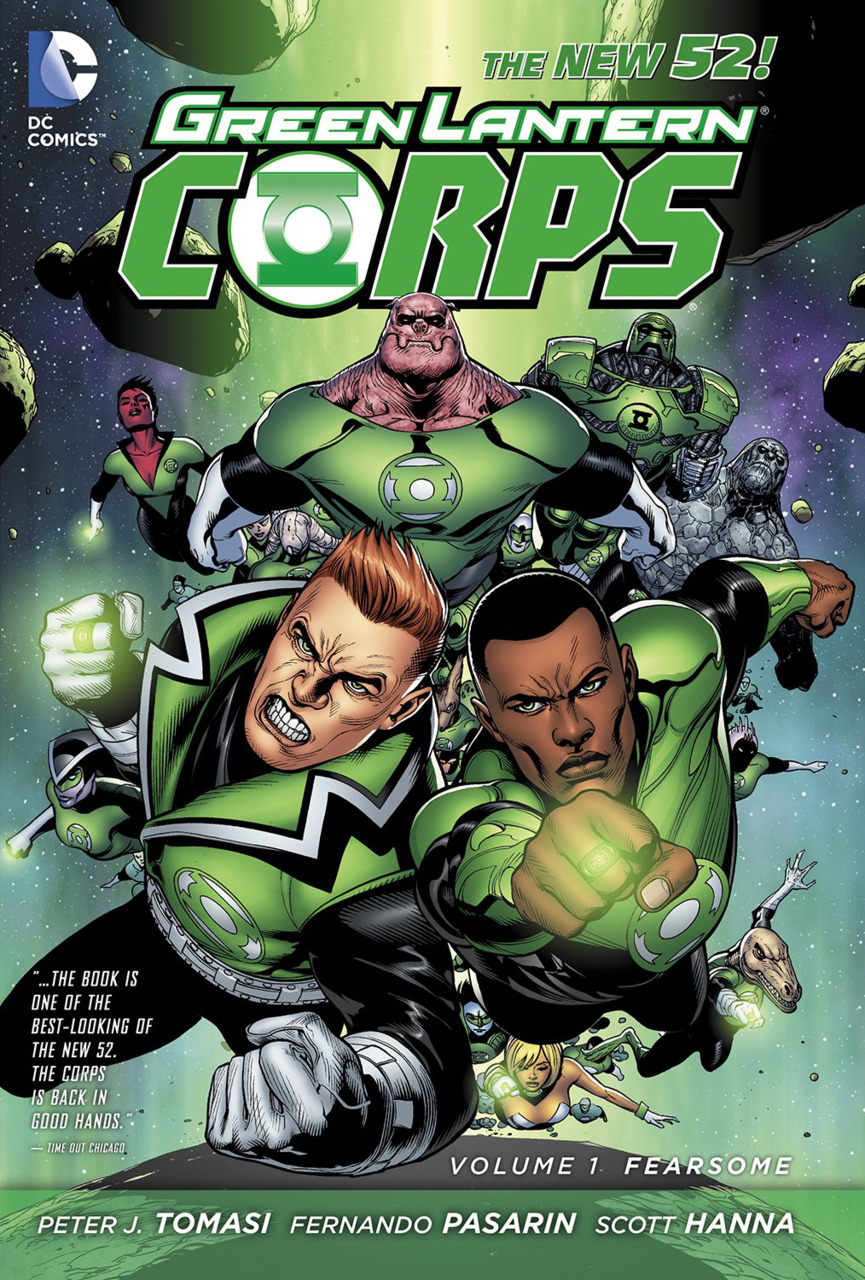 THE NEW 52!
DC
COMICS™
GREEN LANTERN®
CORPS®
"...THE BOOK IS
ONE OF THE
BEST-LOOKING OF
THE NEW 52.
THE CORPS
IS BACK IN
GOOD HANDS."
— TIME OUT CHICAGO
VOLUME 1 FEARSOME
PETER J. TOMASI FERNANDO PASARIN SCOTT HANNA